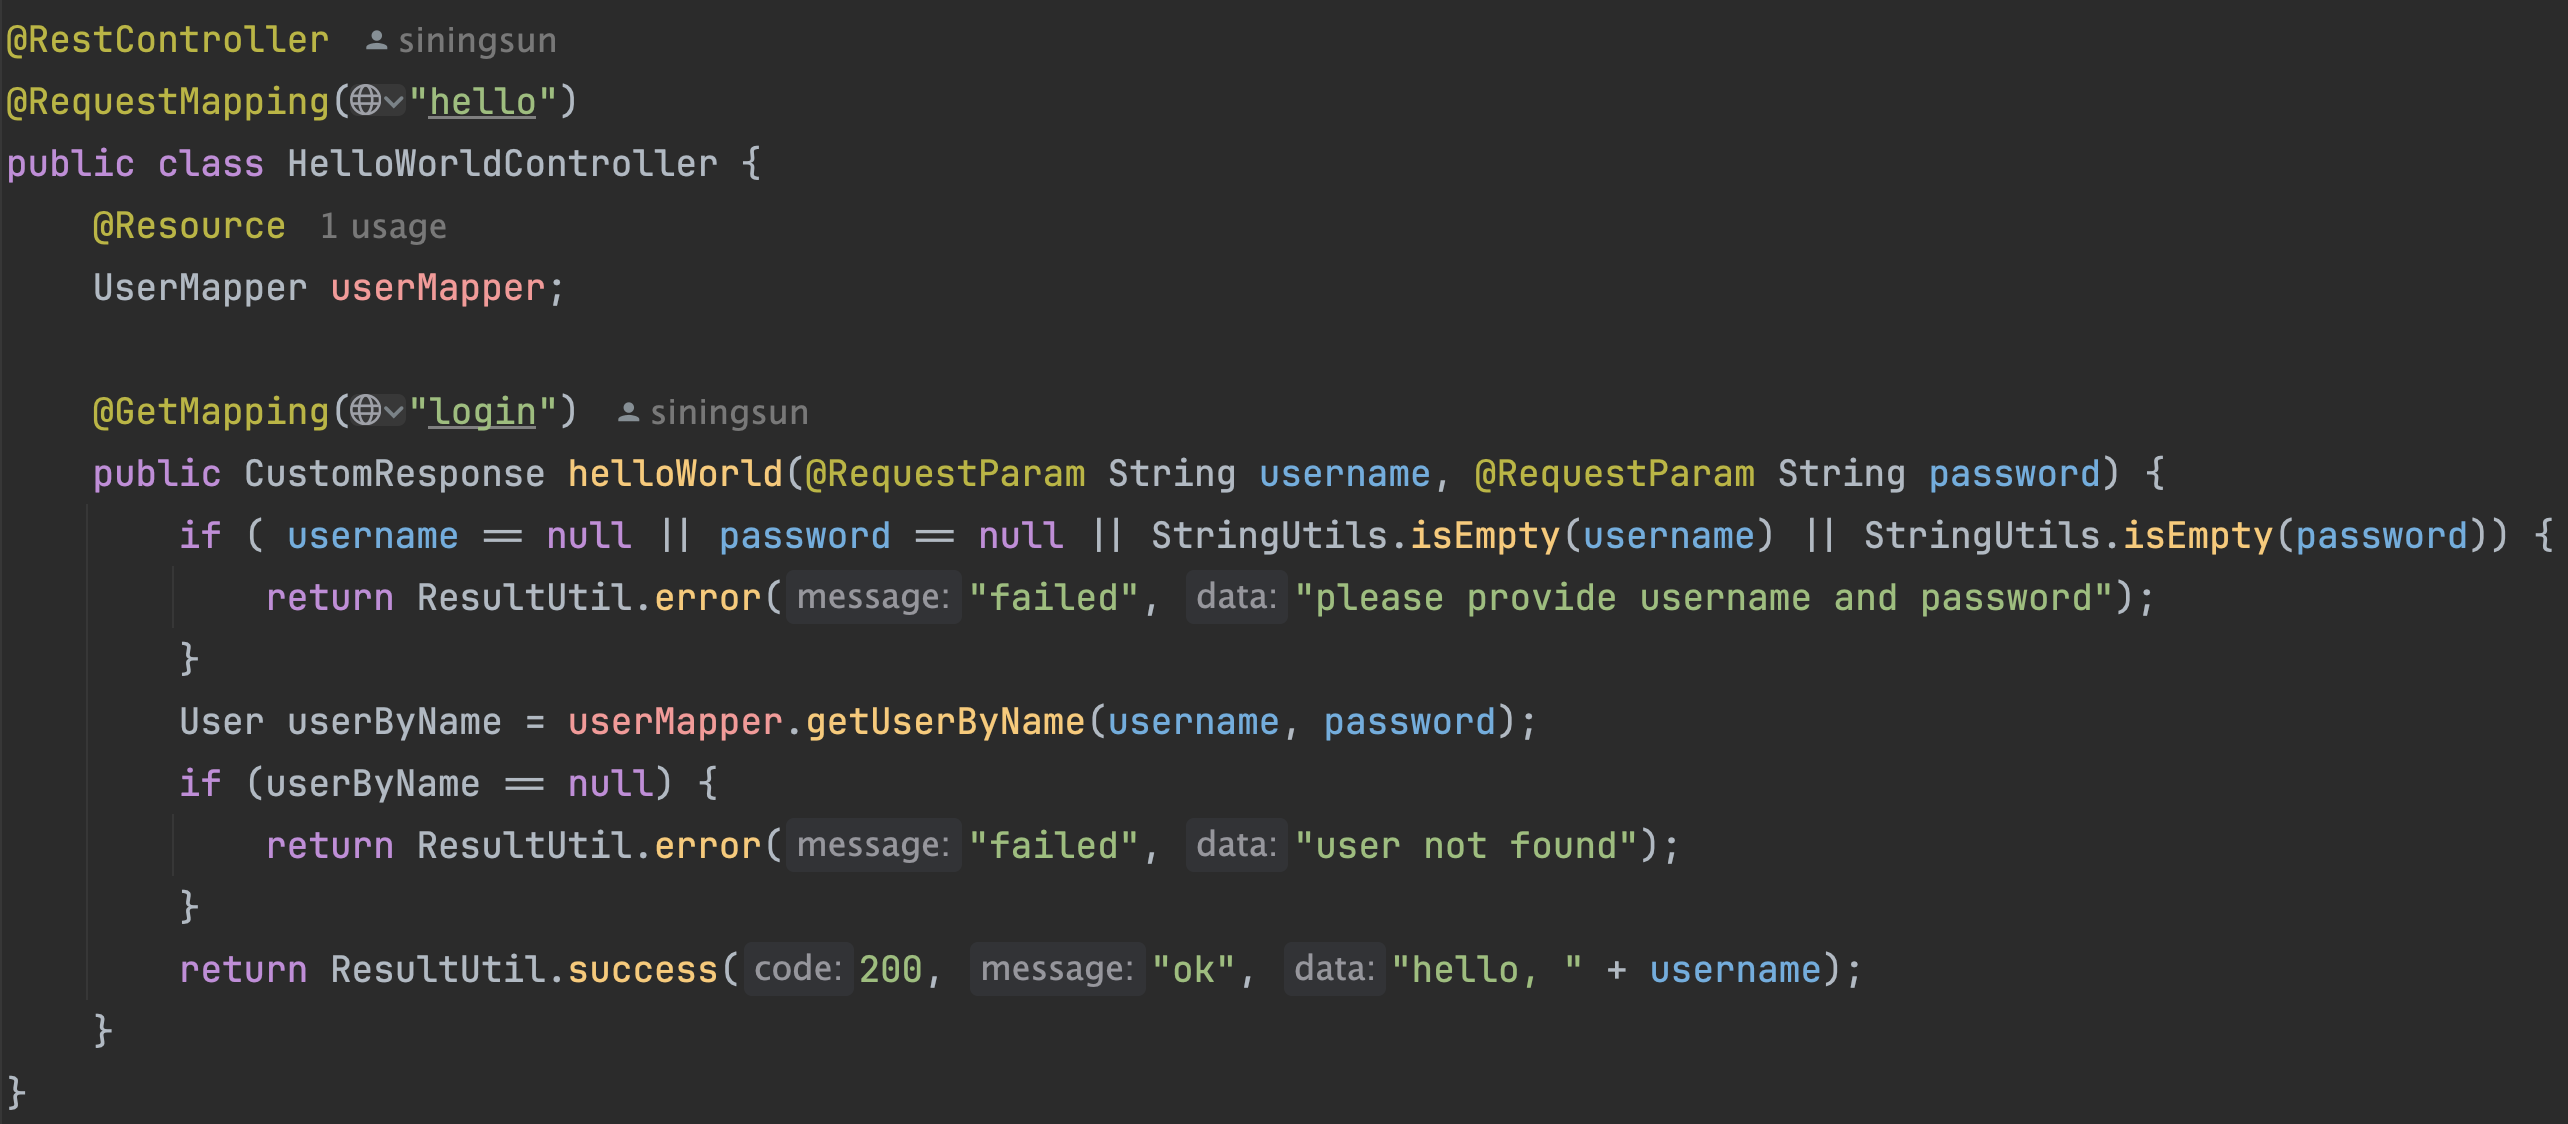 @RestController siningsun
@RequestMapping("hello")
public class HelloWorldController {
@Resource 1 usage
UserMapper userMapper;
@GetMapping("login") siningsun
public CustomResponse helloWorld(@RequestParam String username, @RequestParam String password) {
if ( username == null || password == null || StringUtils.isEmpty(username) || StringUtils.isEmpty(password)) {
return ResultUtil.error( message: "failed", data: "please provide username and password");
}
User userByName = userMapper.getUserByName(username, password);
if (userByName == null) {
return ResultUtil.error( message: "failed", data: "user not found");
}
return ResultUtil.success( code: 200, message: "ok", data: "hello, " + username);
}
}